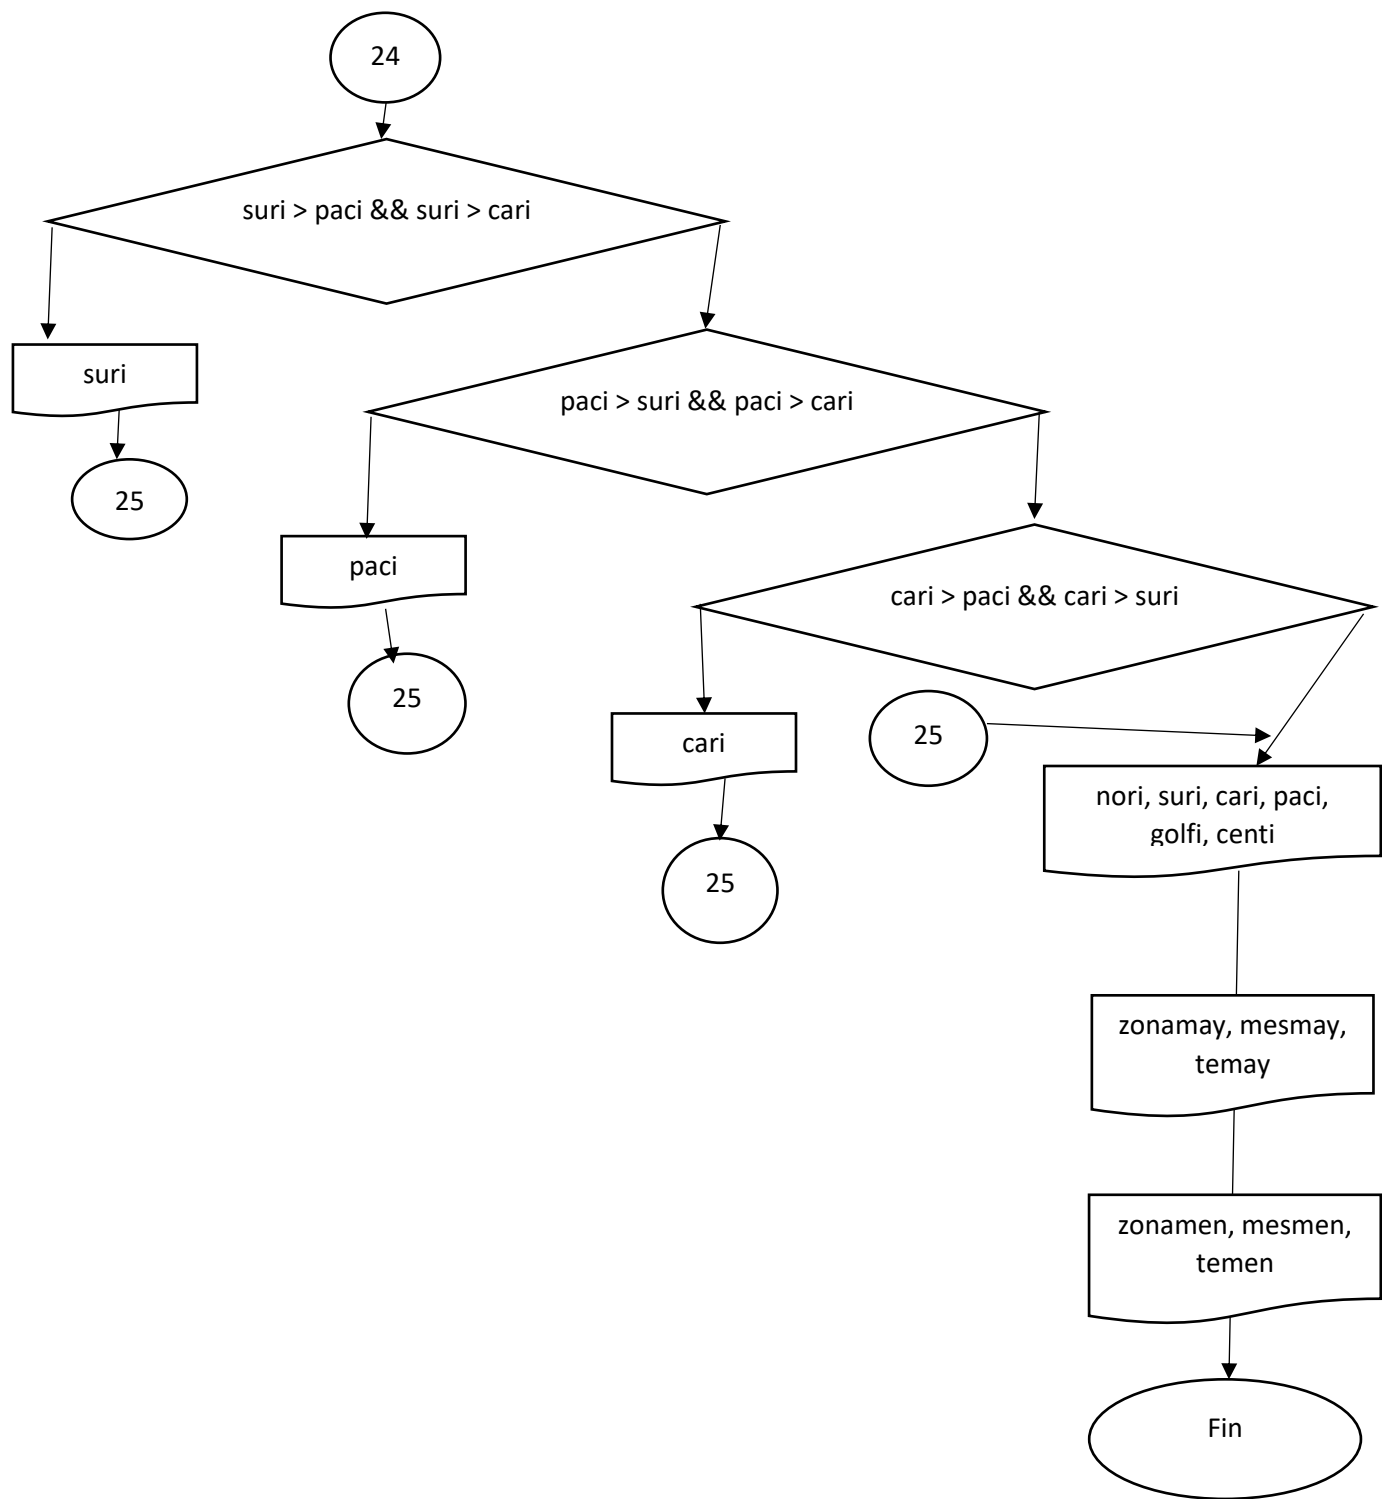 24
suri > paci && suri > cari
suri
25
paci > suri && paci > cari
paci
25
cari > paci && cari > suri
cari
25
25
nori, suri, cari, paci,
golfi, centi
zonamay, mesmay,
temay
zonamen, mesmen,
temen
Fin